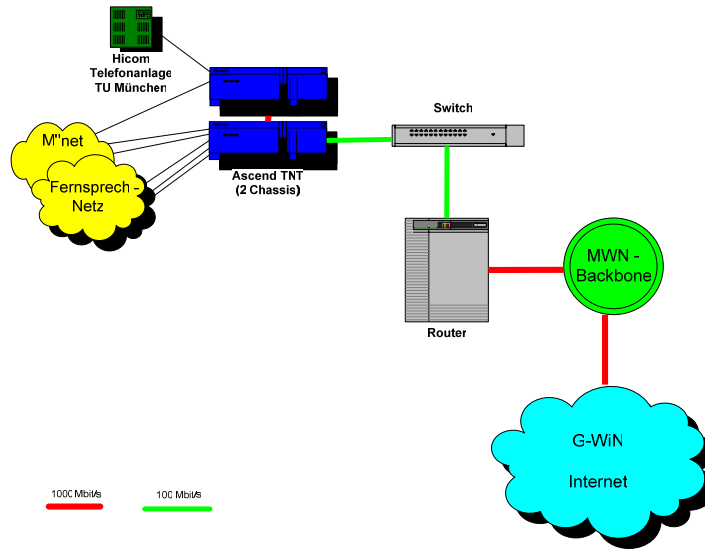 Hicom
Telefonanlage
TU München
M"net
Fernsprech -
Netz
Ascend TNT
(2 Chassis)
Switch
Router
MWN -
Backbone
G-WiN
Internet
1000 Mbit/s
100 Mbit/s